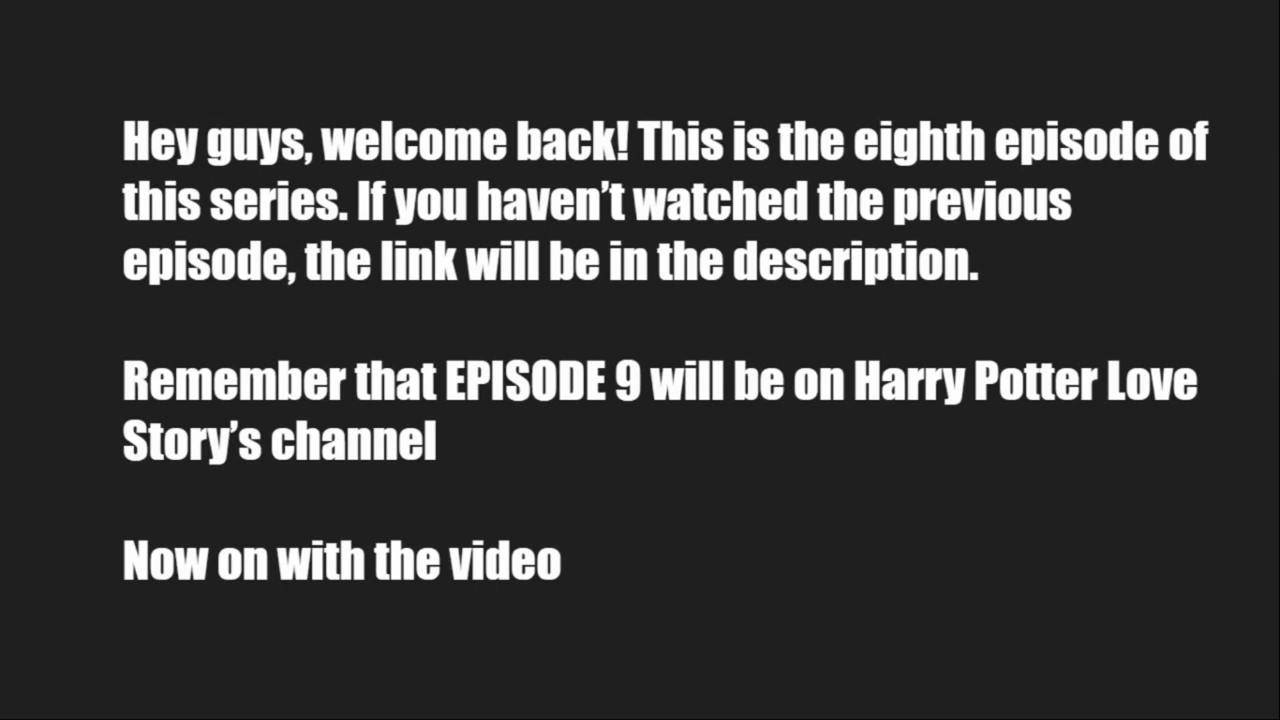 Hey guys, welcome back! This is the eighth episode of
this series. If you haven’t watched the previous
episode, the link will be in the description.
Remember that EPISODE 9 will be on Harry Potter Love
Story’s channel
Now on with the video